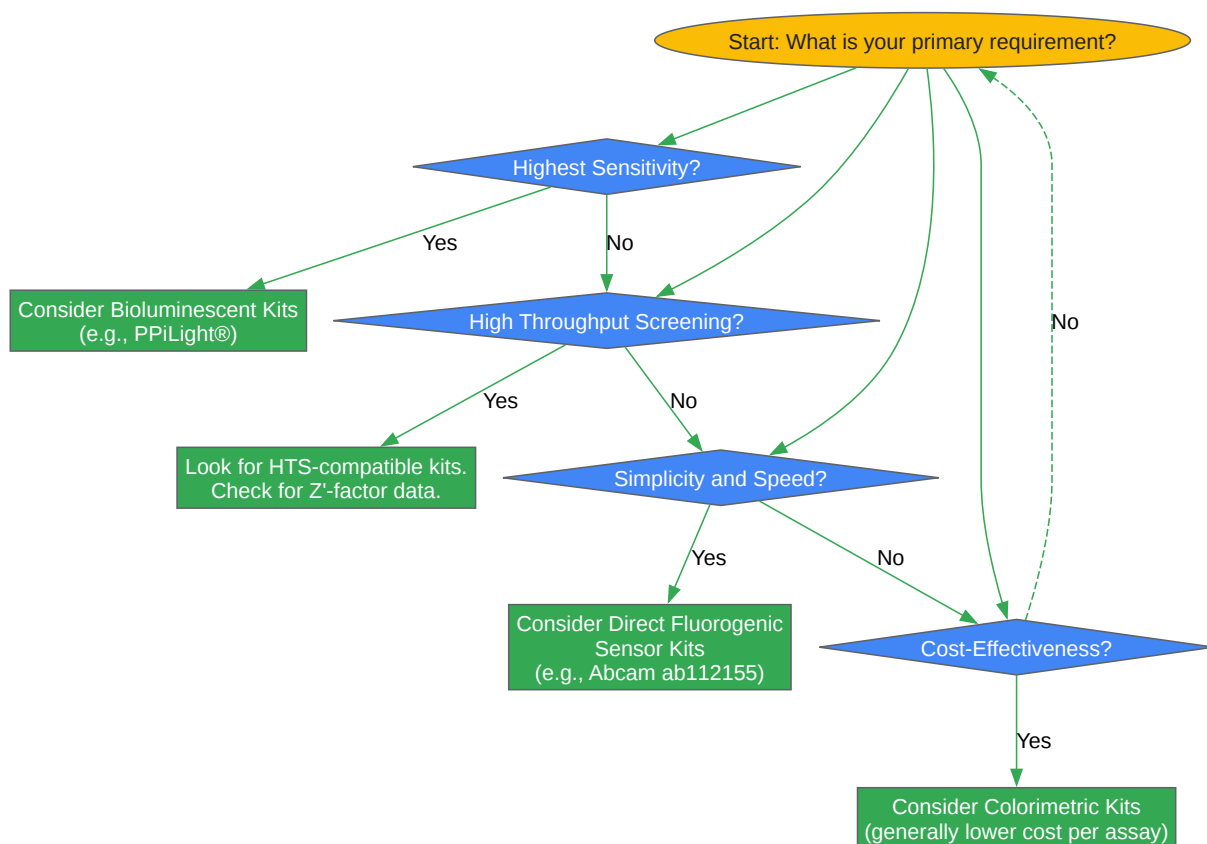 Start: What is your primary requirement?
Highest Sensitivity?
Yes
No
Consider Bioluminescent Kits
(e.g., PPiLight®)
High Throughput Screening?
No
Yes
No
Look for HTS-compatible kits.
Check for Z'-factor data.
Simplicity and Speed?
Yes
No
Consider Direct Fluorogenic
Sensor Kits
(e.g., Abcam ab112155)
Cost-Effectiveness?
Yes
Consider Colorimetric Kits
(generally lower cost per assay)